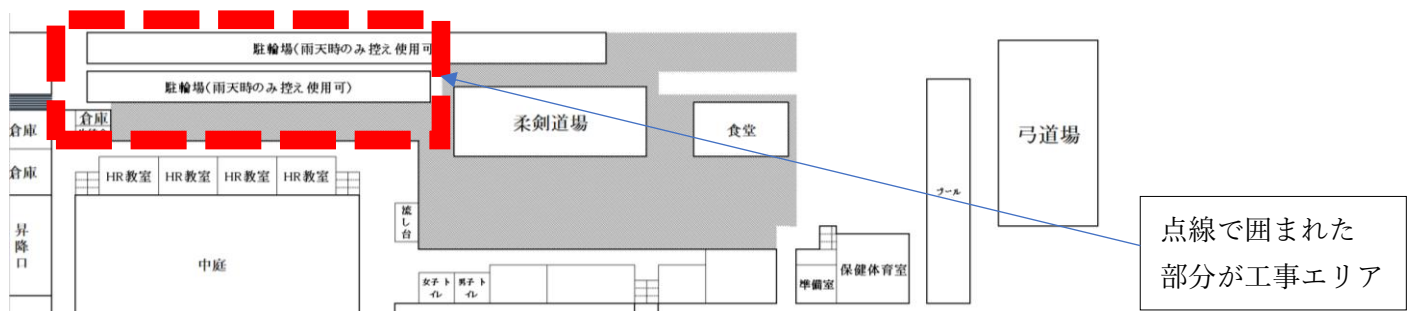 駐輪場(雨天時のみ控え使用可
駐輪場(雨天時のみ控え使用可)
倉庫
倉庫
柔剣道場
食堂
弓道場
倉庫
HR教室 HR教室 HR教室 HR教室
プール
流し台
昇降口
中庭
点線で囲まれた
部分が工事エリア
女子トイレ
男子トイレ
準備室
保健体育室